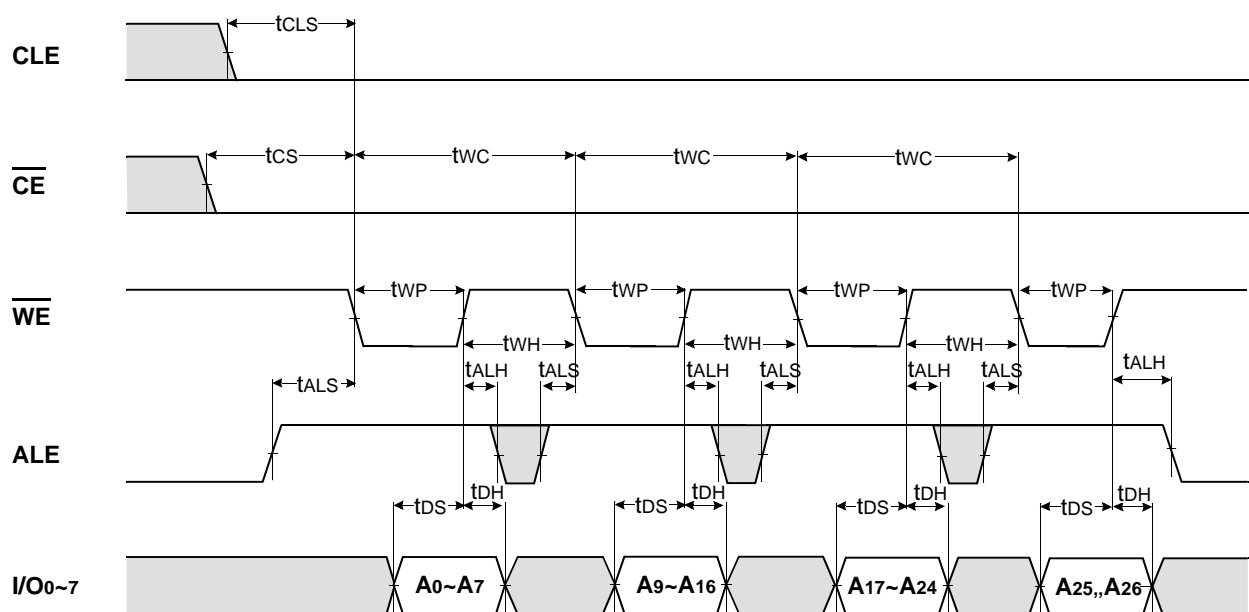 CLE
tCLS
CE
tCS tWC tWC tWC
WE
tWP tWP tWP tWP
tWH tWH tWH
tALS tALH tALS tALH tALS tALH tALS tALH
ALE
tDS tDH tDS tDH tDS tDH tDS tDH
I/O0~7 A0~A7 A9~A16 A17~A24 A25,,A26